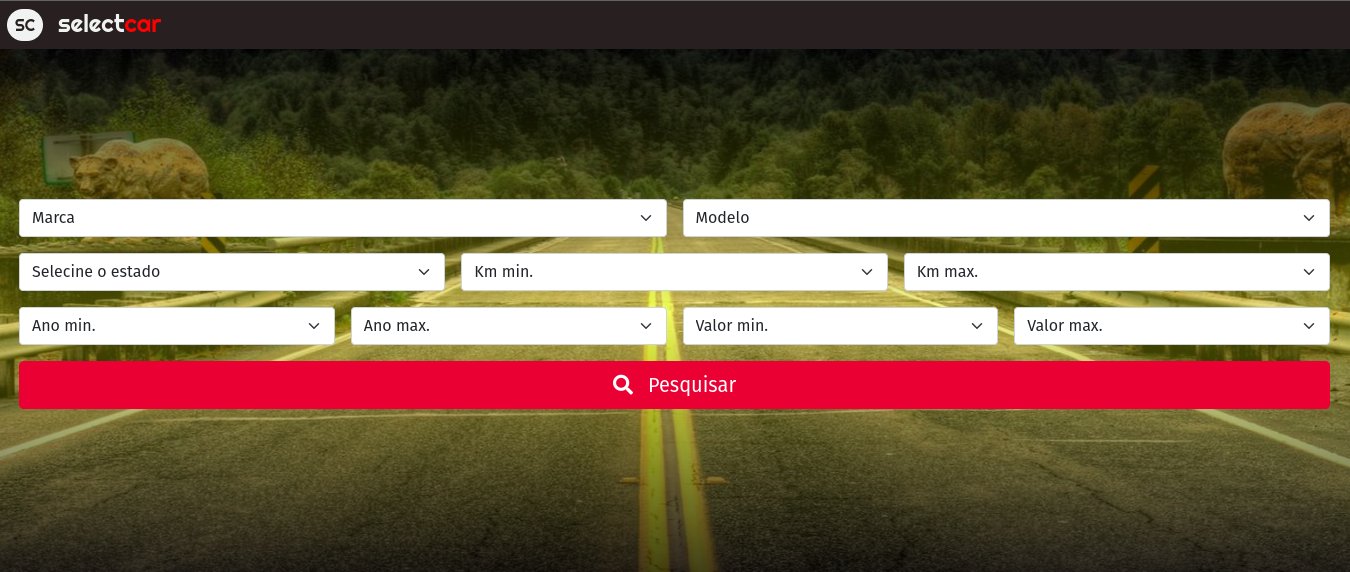 SC selectcar
Marca Modelo
Selecine o estado Km min. Km max.
Ano min. Ano max. Valor min. Valor max.
Pesquisar